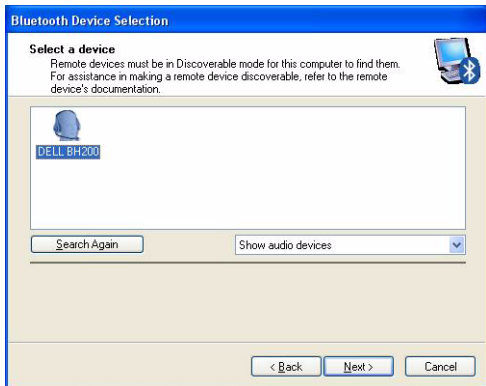 Bluetooth Device Selection
Select a device
Remote devices must be in Discoverable mode for this computer to find them.
For assistance in making a remote device discoverable, refer to the remote
device's documentation.
DELL BH200
Search Again
Show audio devices
< Back
Next >
Cancel